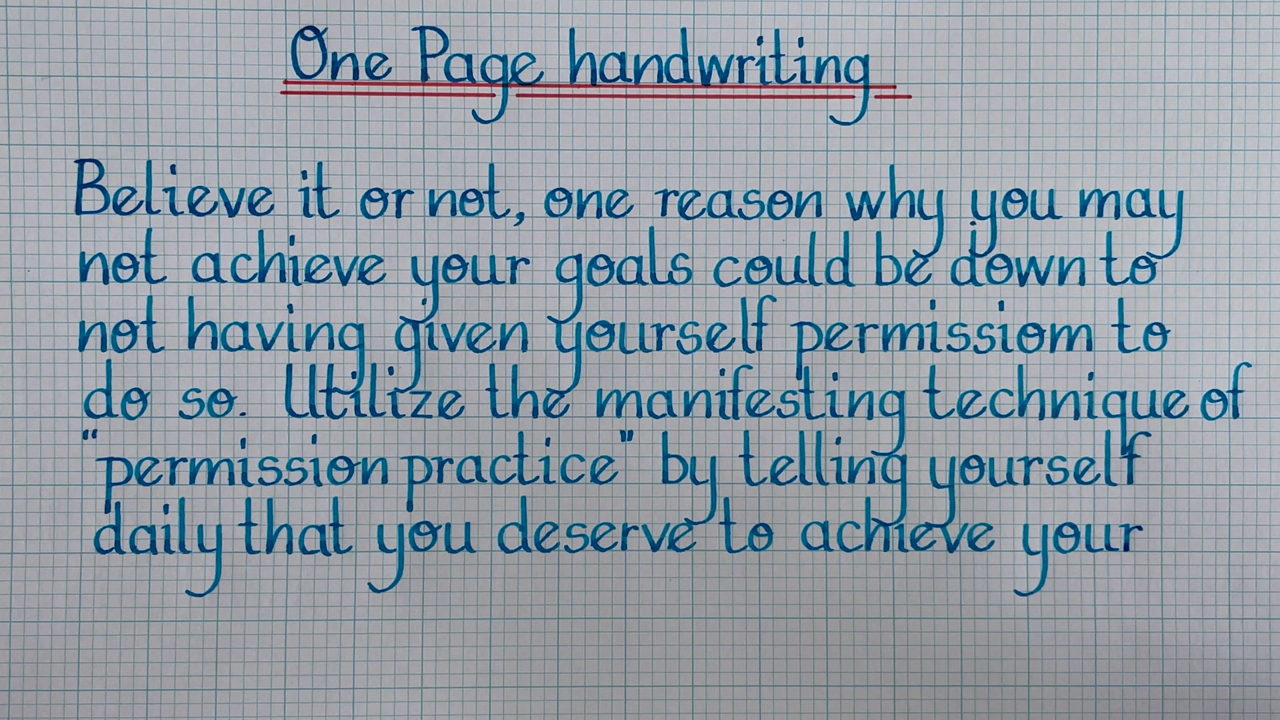 One Page handwriting
Believe it or not, one reason why you may
not achieve your goals could be down to
not having given yourself permissiom to
do so. Utilize the manifesting technique of
"permission practice" by telling yourself
daily that you deserve to achieve your